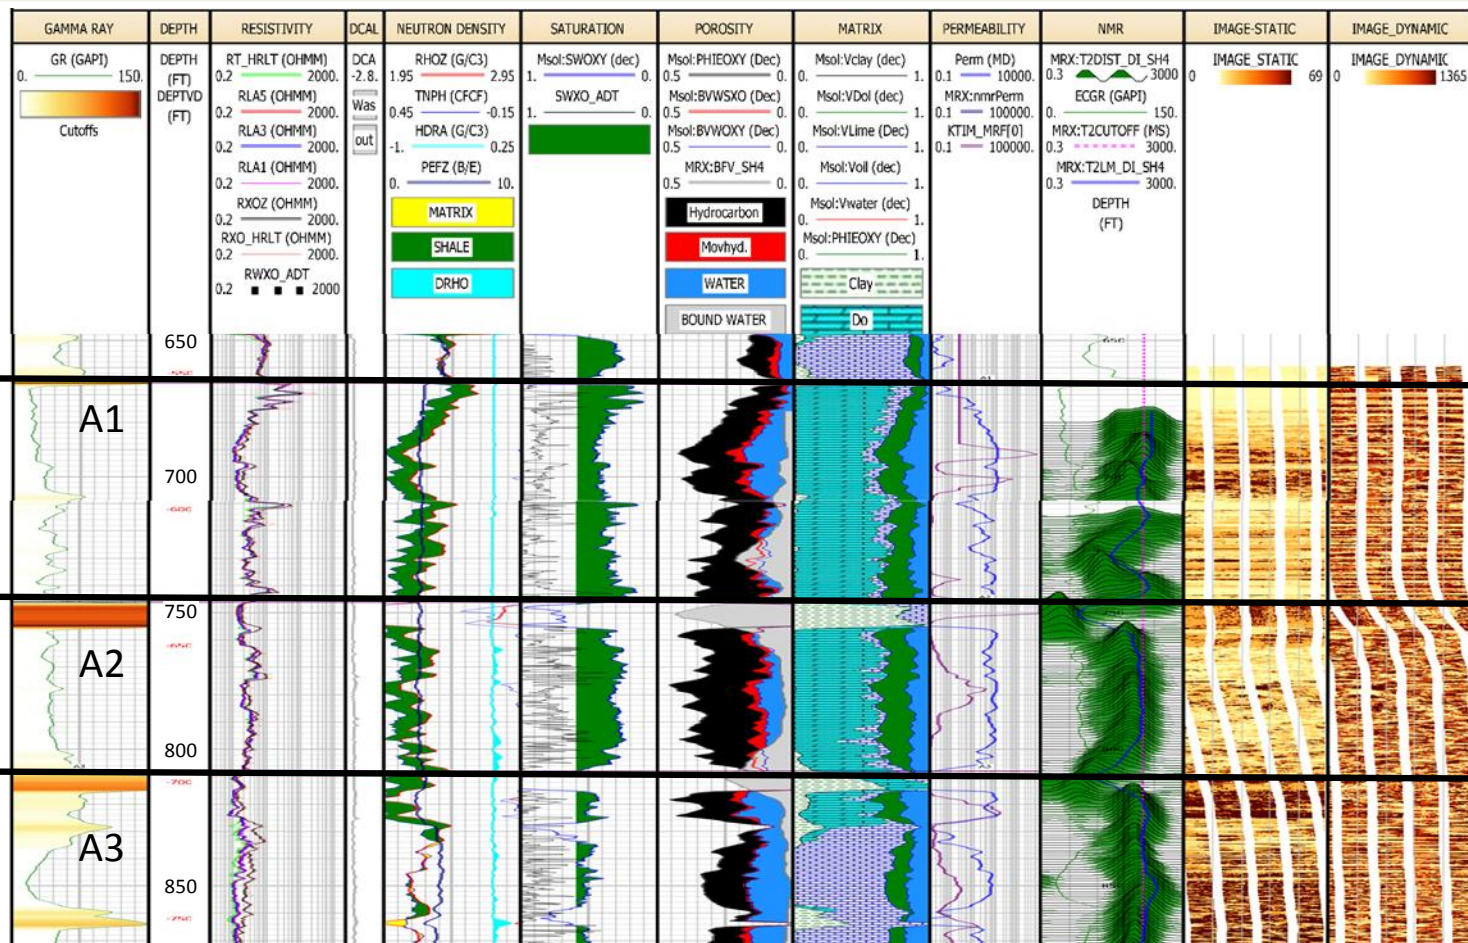 GAMMA RAY
DEPTH
RESISTIVITY
DCAL
NEUTRON DENSITY
SATURATION
POROSITY
MATRIX
PERMEABILITY
NMR
IMAGE-STATIC
IMAGE_DYNAMIC
GR (GAPI)
0. 150.
Cutoffs
DEPTH
(FT)
DEPTVD
(FT)
RT_HRLT (OHMM)
0.2 2000.
RLA5 (OHMM)
0.2 2000.
RLA3 (OHMM)
0.2 2000.
RLA1 (OHMM)
0.2 2000.
RXOZ (OHMM)
0.2 2000.
RXO_HRLT (OHMM)
0.2 2000.
RWXO_ADT
0.2 2000
DCA
-2.8.
Was
out
RHOZ (G/C3)
1.95 2.95
TNPH (CFCF)
0.45 -0.15
HDRA (G/C3)
-1. 0.25
PEFZ (B/E)
0. 10.
MATRIX
SHALE
DRHO
Msol:SWOXY (dec)
1. 0.
SWXO_ADT
1. 0.
Msol:PHIEOXY (Dec)
0.5 0.
Msol:BVWSXO (Dec)
0.5 0.
Msol:BVWOXY (Dec)
0.5 0.
MRX:BFV_SH4
0.5 0.
Hydrocarbon
Movhyd.
WATER
BOUND WATER
Msol:Vclay (dec)
0. 1.
Msol:VDol (dec)
0. 1.
Msol:VLime (dec)
0. 1.
Msol:Voil (dec)
0. 1.
Msol:Vwater (dec)
0. 1.
Msol:PHIEOXY (Dec)
0. 1.
Clay
Do
Perm (MD)
0.1 10000.
MRX:nmrPerm
0.1 100000.
KTIM_MRF[0]
0.1 100000.
MRX:T2DIST_DI_SH4
0.3 3000
ECGR (GAPI)
0. 150.
MRX:T2CUTOFF (MS)
0.3 3000.
MRX:T2LM_DI_SH4
0.3 3000.
DEPTH
(FT)
IMAGE_STATIC
0 69
IMAGE_DYNAMIC
0 1365
650
-550
A1
700
-600
750
-650
A2
800
-700
A3
850
-750